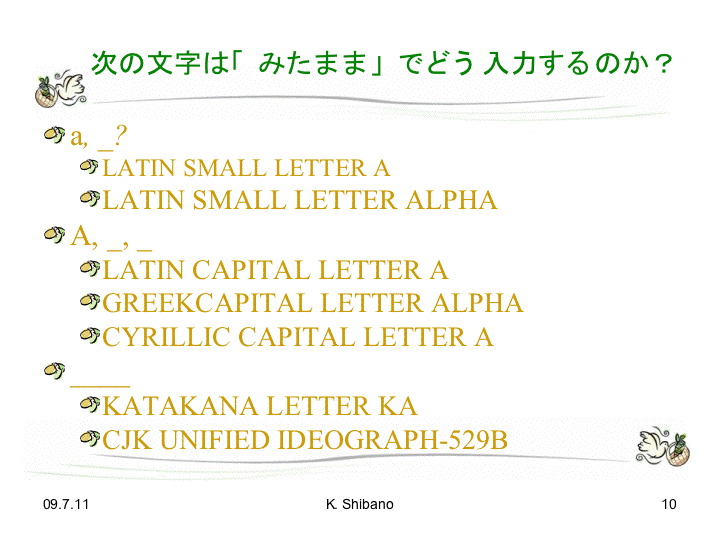 次の文字は「みたまま」でどう入力するのか？
a, _?
LATIN SMALL LETTER A
LATIN SMALL LETTER ALPHA
A, _, _
LATIN CAPITAL LETTER A
GREEKCAPITAL LETTER ALPHA
CYRILLIC CAPITAL LETTER A
____
KATAKANA LETTER KA
CJK UNIFIED IDEOGRAPH-529B
09.7.11
K. Shibano
10